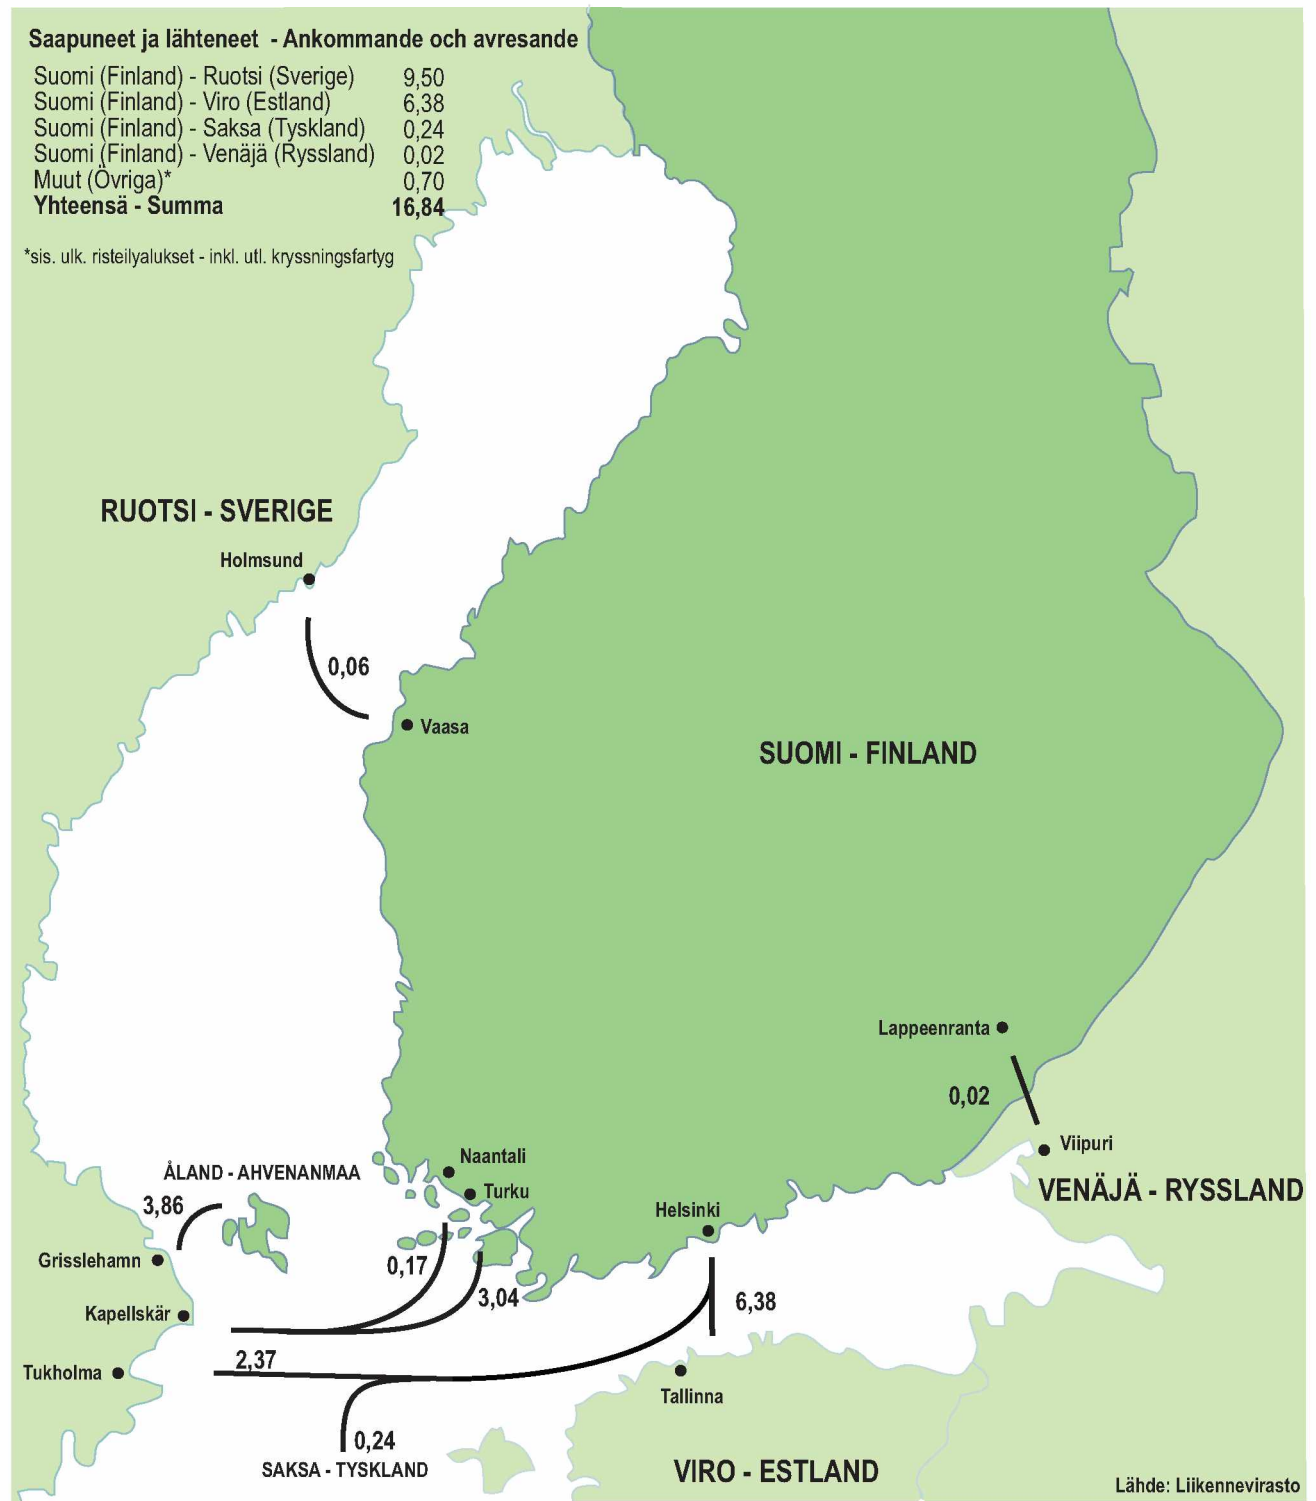 Saapuneet ja lähteneet - Ankommande och avresande
Suomi (Finland) - Ruotsi (Sverige) 9,50
Suomi (Finland) - Viro (Estland) 6,38
Suomi (Finland) - Saksa (Tyskland) 0,24
Suomi (Finland) - Venäjä (Ryssland) 0,02
Muut (Övriga)* 0,70
Yhteensä - Summa 16,84
*sis. ulk. risteilyalukset - inkl. utl. kryssningsfartyg
RUOTSI - SVERIGE
Holmsund
0,06
Vaasa
SUOMI - FINLAND
Lappeenranta
0,02
Viipuri
VENÄJÄ - RYSSLAND
Naantali
Turku
ÅLAND - AHVENANMAA
3,86
Helsinki
Grisslehamn
0,17
3,04
6,38
Kapellskär
2,37
Tukholma
Tallinna
0,24
SAKSA - TYSKLAND
VIRO - ESTLAND
Lähde: Liikennevirasto